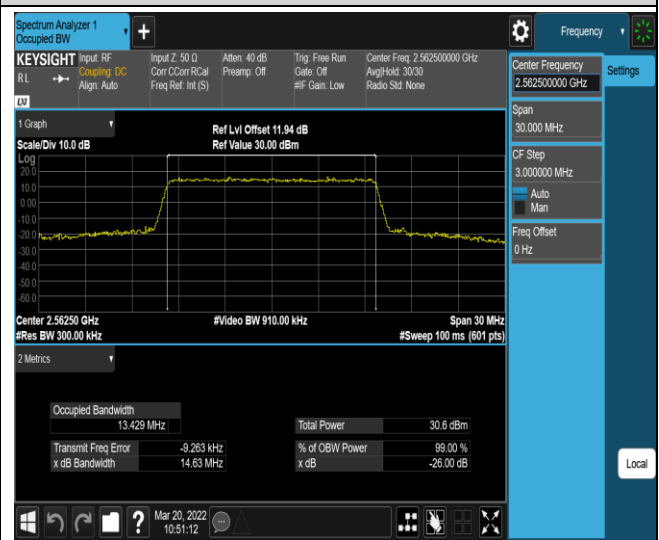 Spectrum Analyzer 1
Occupied BW
KEYSIGHT
RL
Input: RF
Coupling: DC
Align: Auto
Input Z: 50 Ω
Corr CCorr RCal
Freq Ref: Int (S)
Atten: 40 dB
Preamp: Off
Trig: Free Run
Gate: Off
#IF Gain: Low
Center Freq: 2.562500000 GHz
Avg|Hold: 30/30
Radio Std: None
LXI
1 Graph
Scale/Div 10.0 dB
Ref Lvl Offset 11.94 dB
Ref Value 30.00 dBm
Log
20.0
10.0
0.00
-10.0
-20.0
-30.0
-40.0
-50.0
-60.0
Center 2.56250 GHz
#Res BW 300.00 kHz
#Video BW 910.00 kHz
Span 30 MHz
#Sweep 100 ms (601 pts)
2 Metrics
Occupied Bandwidth
13.429 MHz
Total Power 30.6 dBm
Transmit Freq Error -9.263 kHz
% of OBW Power 99.00 %
x dB Bandwidth 14.63 MHz
x dB -26.00 dB
Mar 20, 2022
10:51:12
Frequency
Settings
Center Frequency
2.562500000 GHz
Span
30.000 MHz
CF Step
3.000000 MHz
Auto
Man
Freq Offset
0 Hz
Local